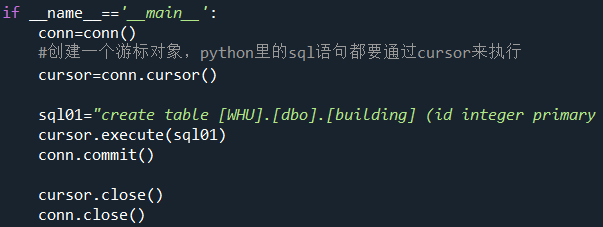 if __name__=='__main__':
conn=conn()
#创建一个游标对象，python里的sql语句都要通过cursor来执行
cursor=conn.cursor()
sql01="create table [WHU].[dbo].[building] (id integer primary
cursor.execute(sql01)
conn.commit()
cursor.close()
conn.close()